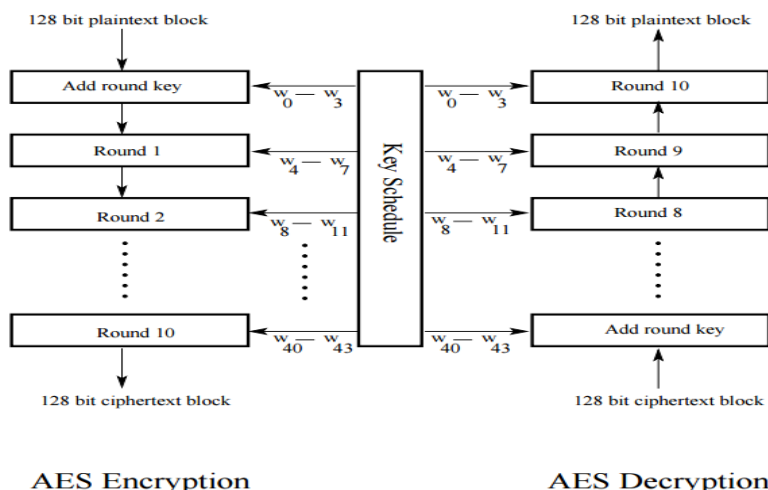 128 bit plaintext block
128 bit plaintext block
Add round key
w0 — w3
w0 — w3
Round 10
Round 1
w4 — w7
w4 — w7
Round 9
Round 2
w8 — w11
Key Schedule
w8 — w11
Round 8
Round 10
w40 — w43
w40 — w43
Add round key
128 bit ciphertext block
128 bit ciphertext block
AES Encryption
AES Decryption